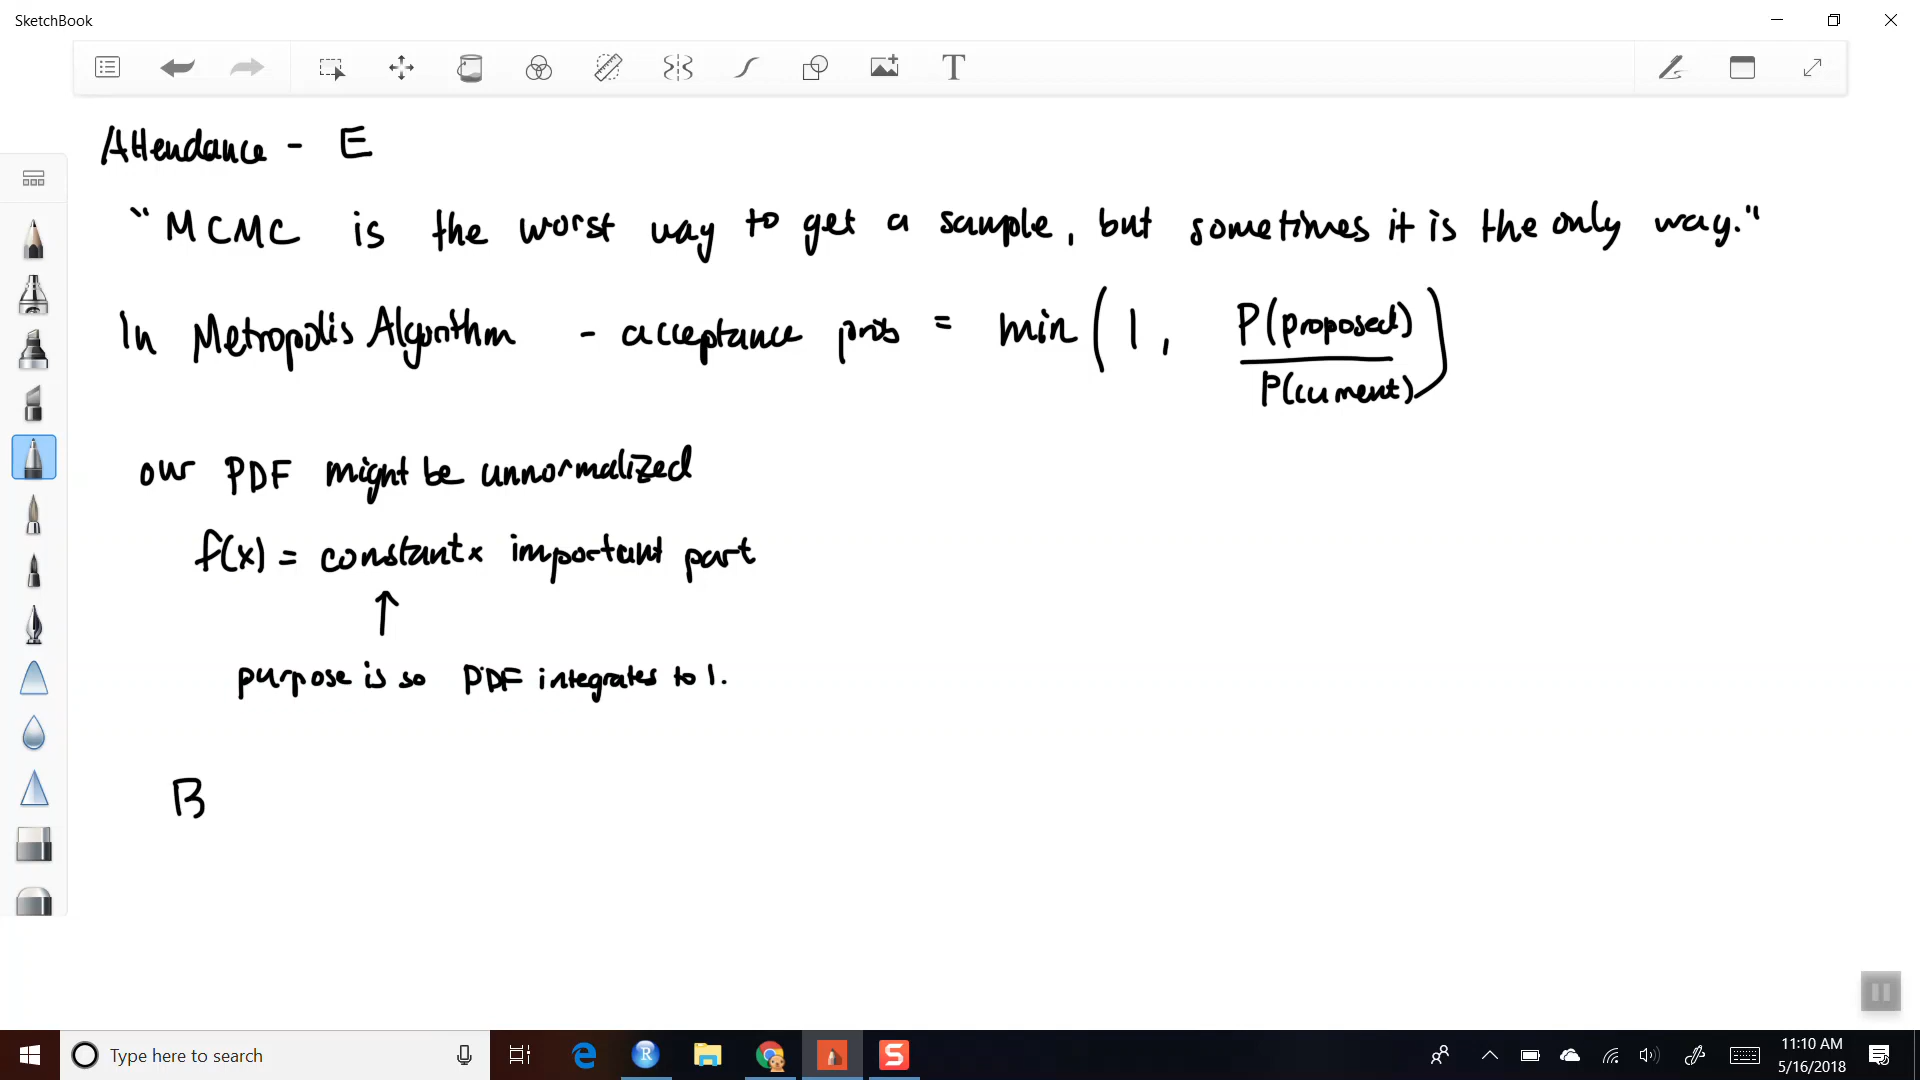 SketchBook
T
Attendance - E
"MCMC is the worst way to get a sample, but sometimes it is the only way."
In Metropolis Algorithm - acceptance prob = min(1, P(proposed)/P(current))
our PDF might be unnormalized
f(x) = constant × important part
↑
purpose is so PDF integrates to 1.
B
Type here to search
11:10 AM
5/16/2018